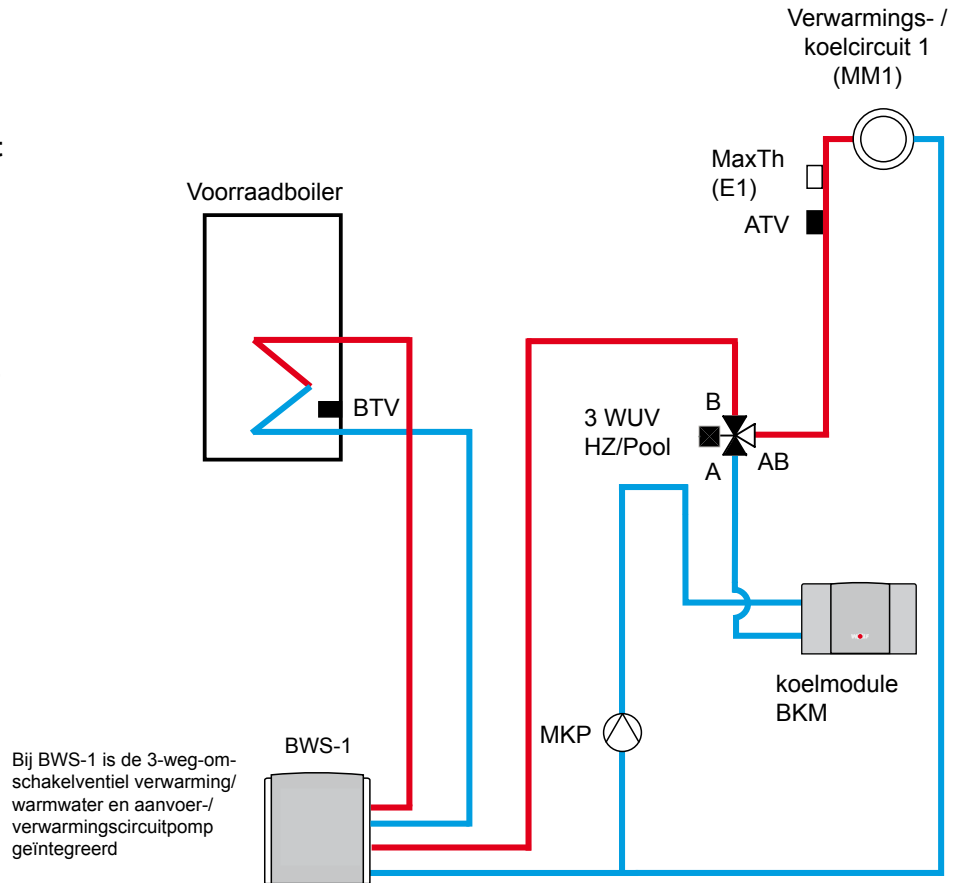 Verwarmings- /
koelcircuit 1
(MM1)
:
MaxTh
(E1)
ATV
Voorraadboiler
BTV
B
3 WUV
HZ/Pool
A
AB
koelmodule
BKM
MKP
BWS-1
Bij BWS-1 is de 3-weg-om-
schakelventiel verwarming/
warmwater en aanvoer-/
verwarmingscircuitpomp
geïntegreerd